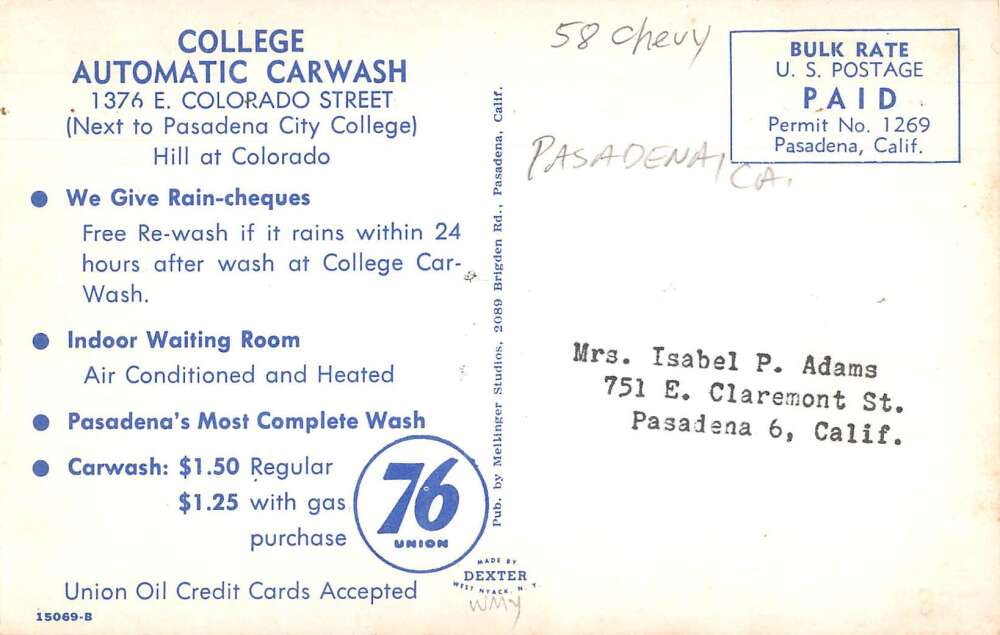 COLLEGE
AUTOMATIC CARWASH
1376 E. COLORADO STREET
(Next to Pasadena City College)
Hill at Colorado
● We Give Rain-cheques
Free Re-wash if it rains within 24
hours after wash at College Car-
Wash.
● Indoor Waiting Room
Air Conditioned and Heated
● Pasadena's Most Complete Wash
● Carwash: $1.50 Regular
$1.25 with gas
purchase
76
UNION
Union Oil Credit Cards Accepted
15069-B
Pub. by Mellinger Studios, 2089 Brigden Rd., Pasadena, Calif.
MADE BY
DEXTER
WEST NYACK, N. Y.
WMY
58 Chevy
PASADENA, CA.
BULK RATE
U. S. POSTAGE
PAID
Permit No. 1269
Pasadena, Calif.
Mrs. Isabel P. Adams
751 E. Claremont St.
Pasadena 6, Calif.